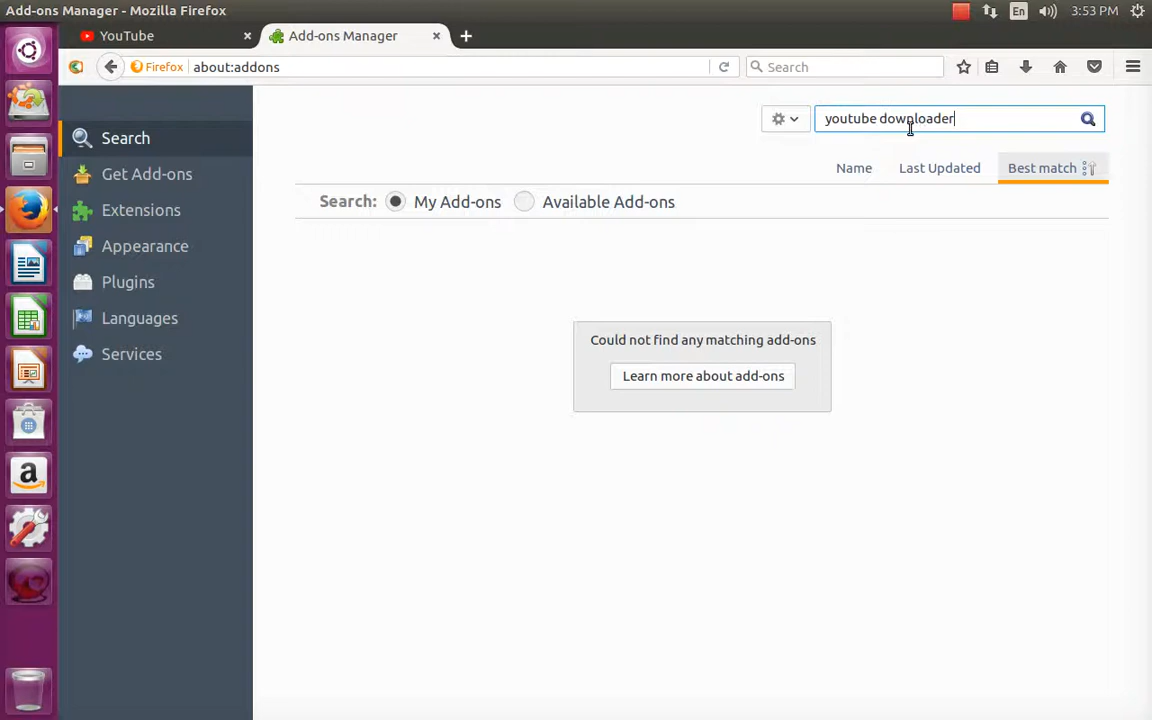 Add-ons Manager - Mozilla Firefox
En
3:53 PM
YouTube
Add-ons Manager
Firefox
about:addons
Search
youtube downloader
Search
Name
Last Updated
Best match
Get Add-ons
Search:
My Add-ons
Available Add-ons
Extensions
Appearance
Plugins
Languages
Services
Could not find any matching add-ons
Learn more about add-ons